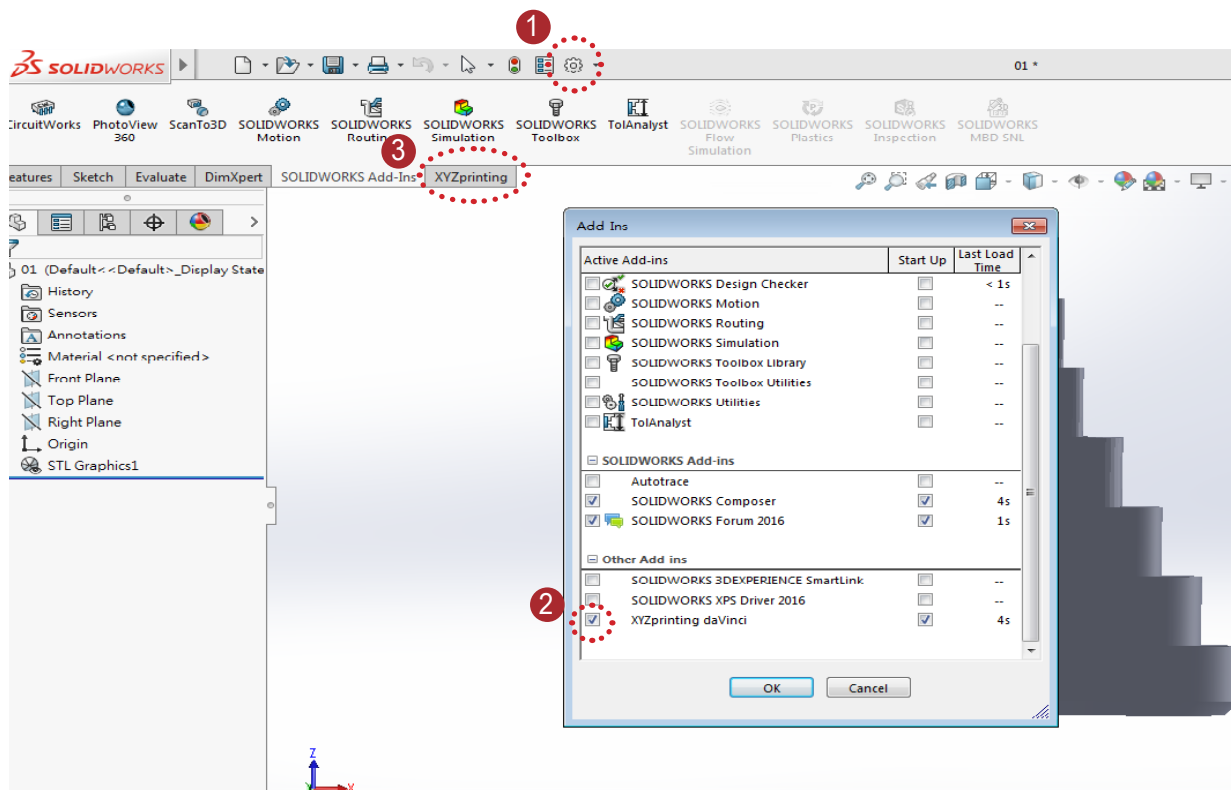 1
SOLIDWORKS
01 *
CircuitWorks
PhotoView
360
ScanTo3D
SOLIDWORKS
Motion
SOLIDWORKS
Routing
SOLIDWORKS
Simulation
SOLIDWORKS
Toolbox
TolAnalyst
SOLIDWORKS
Flow
Simulation
SOLIDWORKS
Plastics
SOLIDWORKS
Inspection
SOLIDWORKS
MBD SNL
3
eatures
Sketch
Evaluate
DimXpert
SOLIDWORKS Add-Ins
XYZprinting
01 (Default<<Default>_Display State
History
Sensors
Annotations
Material <not specified>
Front Plane
Top Plane
Right Plane
Origin
STL Graphics1
Add Ins
Active Add-ins Start Up Last Load
Time
SOLIDWORKS Design Checker < 1s
SOLIDWORKS Motion --
SOLIDWORKS Routing --
SOLIDWORKS Simulation --
SOLIDWORKS Toolbox Library --
SOLIDWORKS Toolbox Utilities --
SOLIDWORKS Utilities --
TolAnalyst --
SOLIDWORKS Add-ins
Autotrace --
SOLIDWORKS Composer 4s
SOLIDWORKS Forum 2016 1s
Other Add ins
SOLIDWORKS 3DEXPERIENCE SmartLink --
SOLIDWORKS XPS Driver 2016 --
2
XYZprinting daVinci 4s
OK Cancel
Z
X